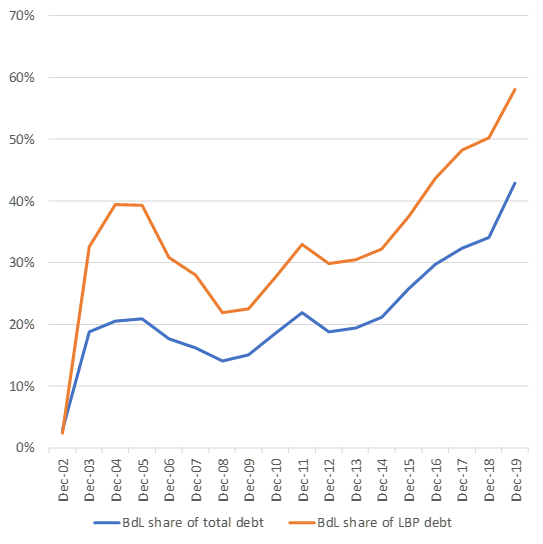 70%
60%
50%
40%
30%
20%
10%
0%
Dec-02
Dec-03
Dec-04
Dec-05
Dec-06
Dec-07
Dec-08
Dec-09
Dec-10
Dec-11
Dec-12
Dec-13
Dec-14
Dec-15
Dec-16
Dec-17
Dec-18
Dec-19
BdL share of total debt
BdL share of LBP debt